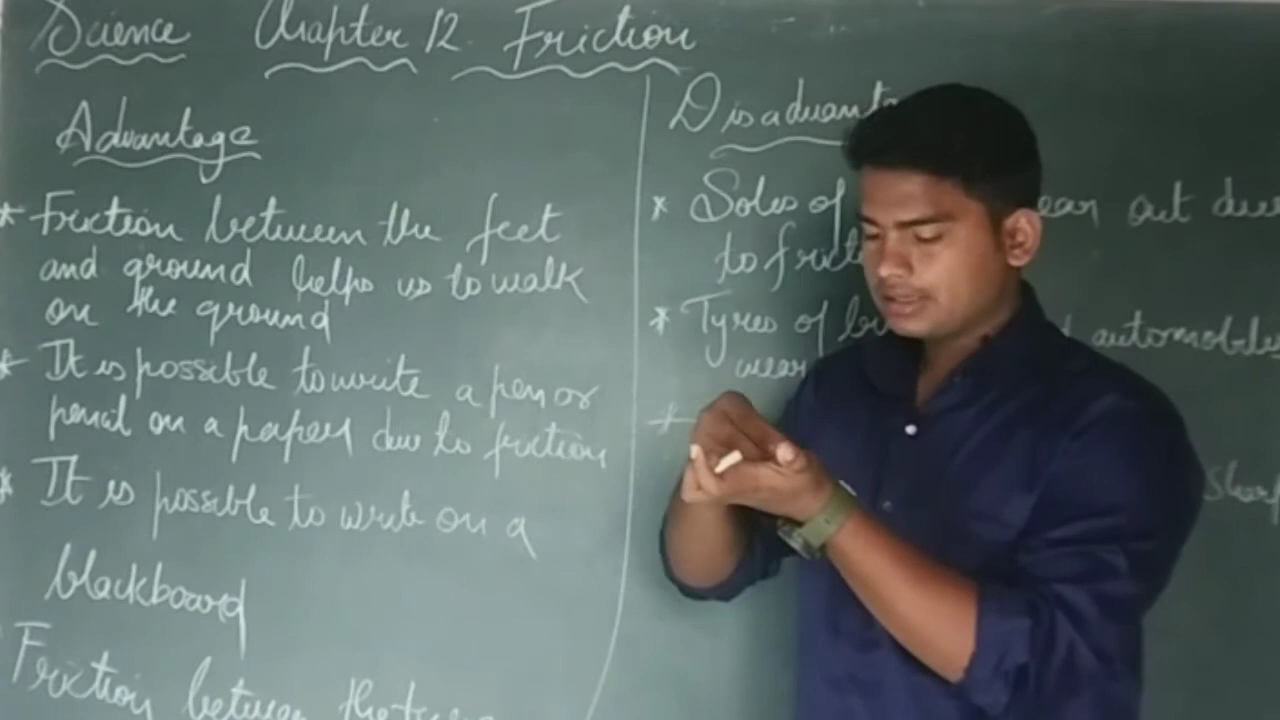 Science Chapter 12 Friction
Advantage
* Friction between the feet
and ground helps us to walk
on the ground
* It is possible to write a pen or
pencil on a paper due to friction
* It is possible to write on a
blackboard
Friction between the
Disadvanta
* Soles of ear out due
to frict
* Tyres of automobiles
wear
*